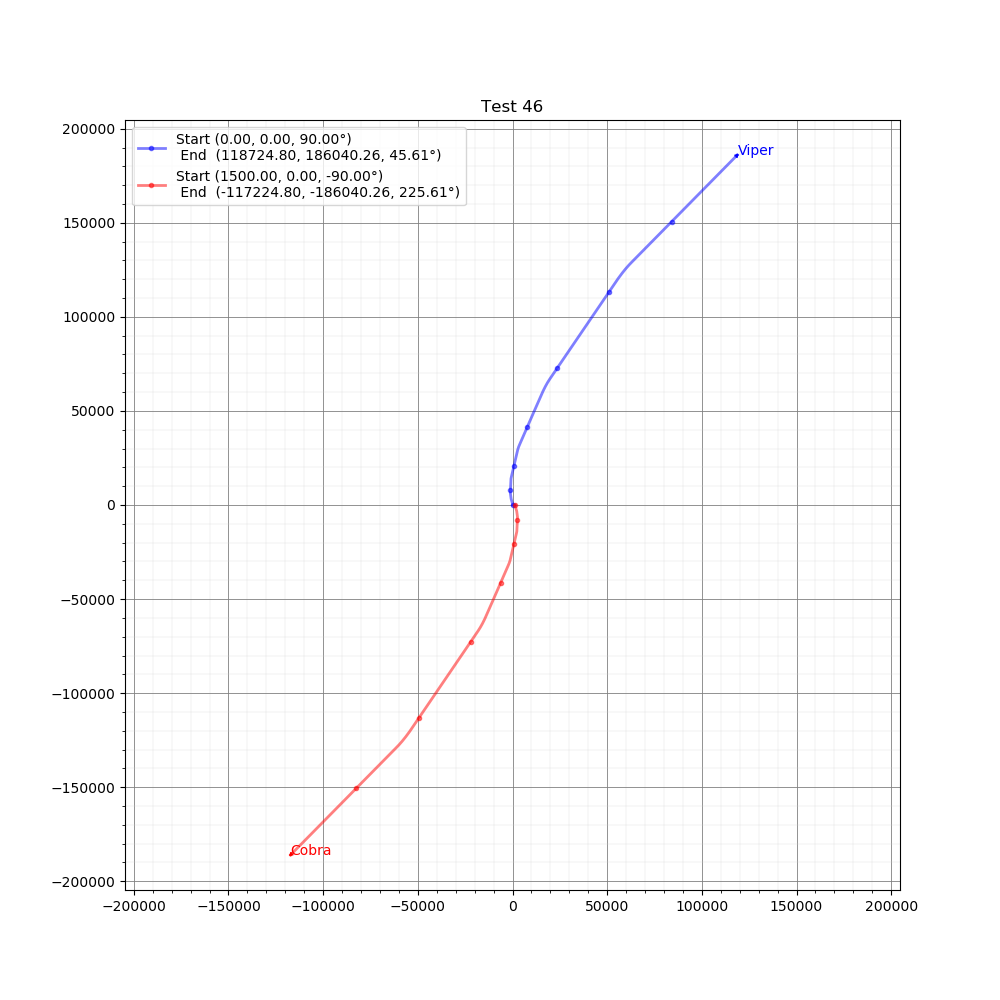 Test 46
200000
150000
100000
50000
0
−50000
−100000
−150000
−200000
Start (0.00, 0.00, 90.00°)
End (118724.80, 186040.26, 45.61°)
Start (1500.00, 0.00, -90.00°)
End (-117224.80, -186040.26, 225.61°)
Viper
Cobra
−200000 −150000 −100000 −50000 0 50000 100000 150000 200000